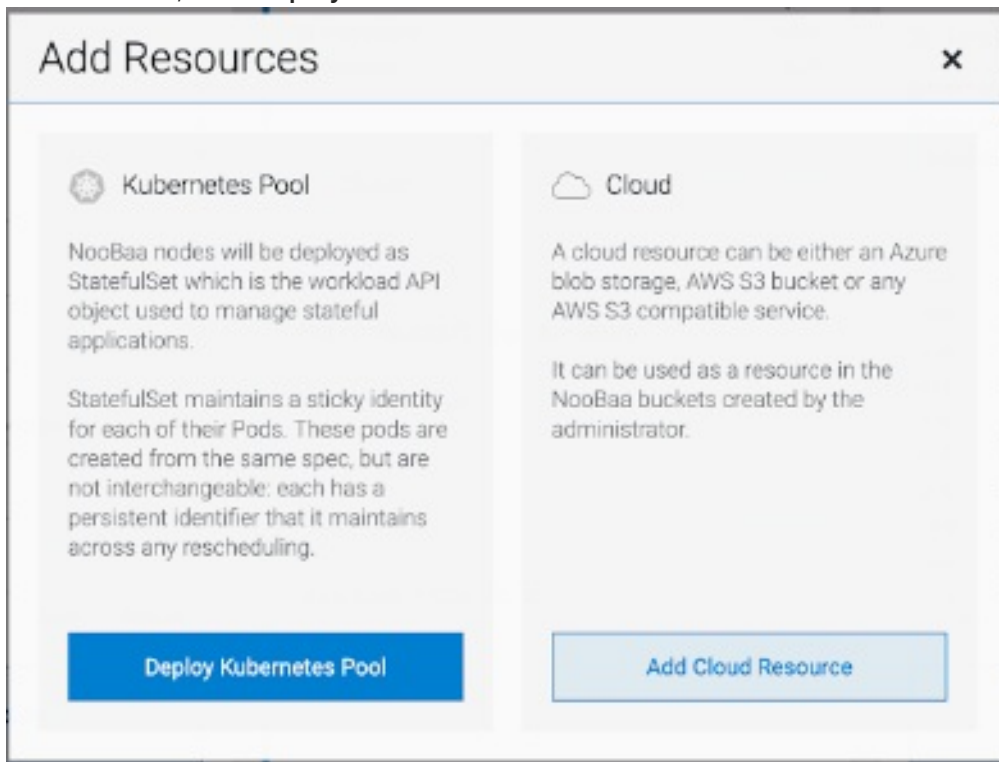 Add Resources
Kubernetes Pool
NooBaa nodes will be deployed as
StatefulSet which is the workload API
object used to manage stateful
applications.
StatefulSet maintains a sticky identity
for each of their Pods. These pods are
created from the same spec, but are
not interchangeable: each has a
persistent identifier that it maintains
across any rescheduling.
Deploy Kubernetes Pool
Cloud
A cloud resource can be either an Azure
blob storage, AWS S3 bucket or any
AWS S3 compatible service.
It can be used as a resource in the
NooBaa buckets created by the
administrator.
Add Cloud Resource